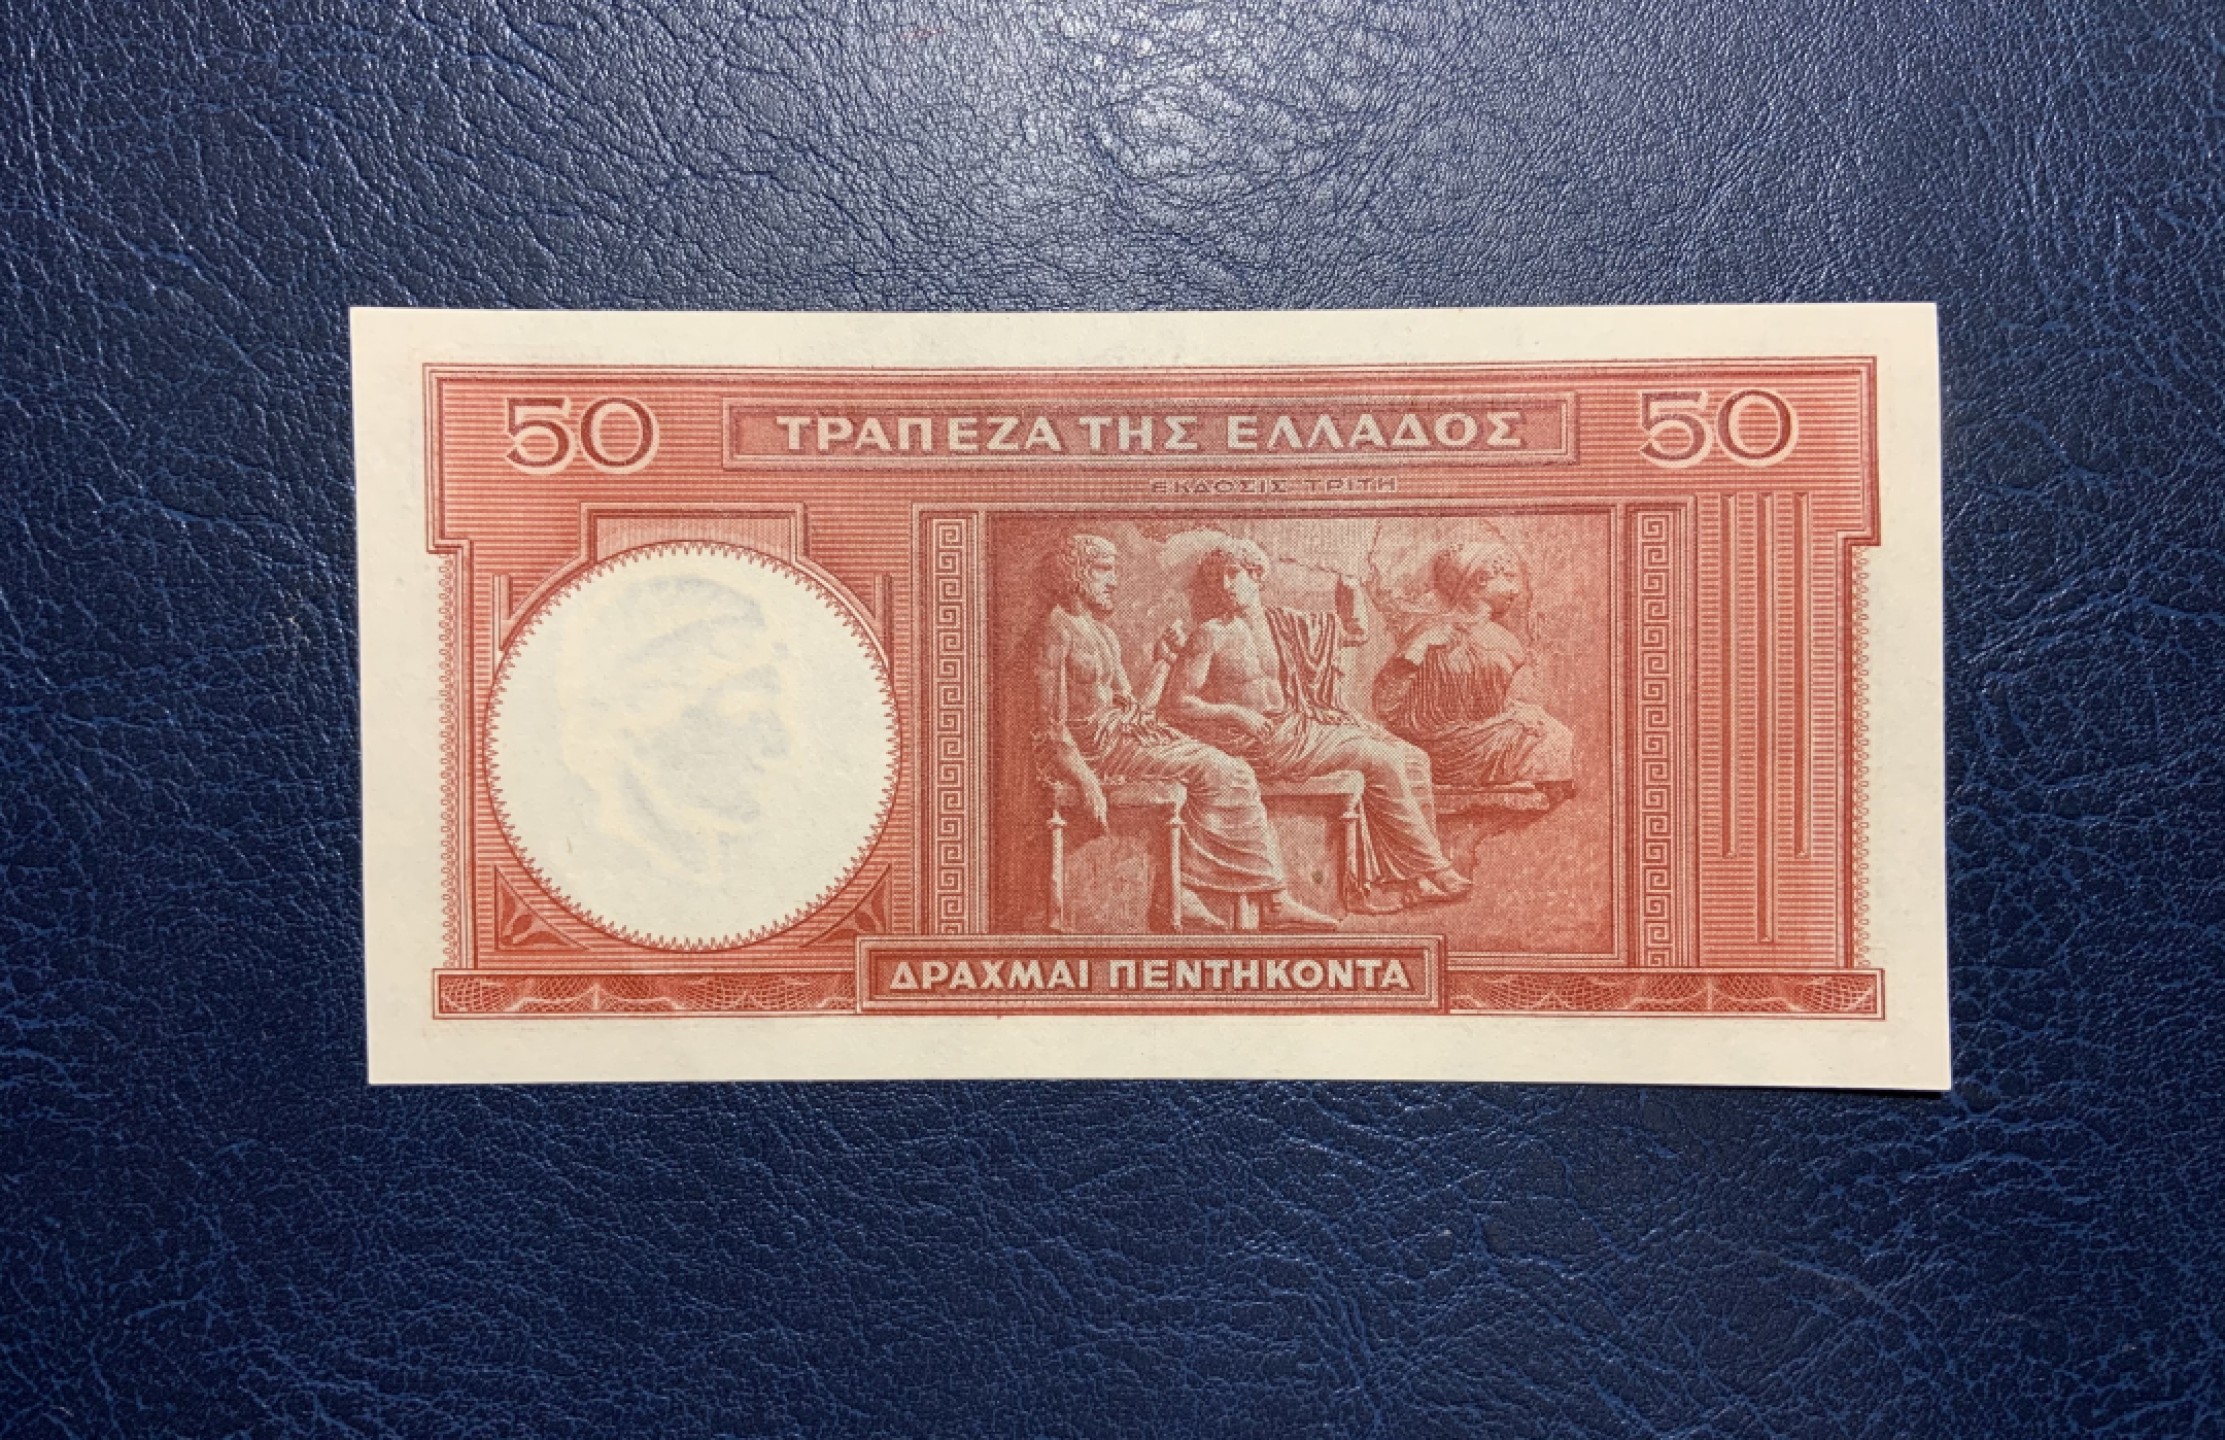 50 ΤΡΑΠΕΖΑ ΤΗΣ ΕΛΛΑΔΟΣ 50
ΕΚΔΟΣΙΣ ΤΡΙΤΗ
ΔΡΑΧΜΑΙ ΠΕΝΤΗΚΟΝΤΑ